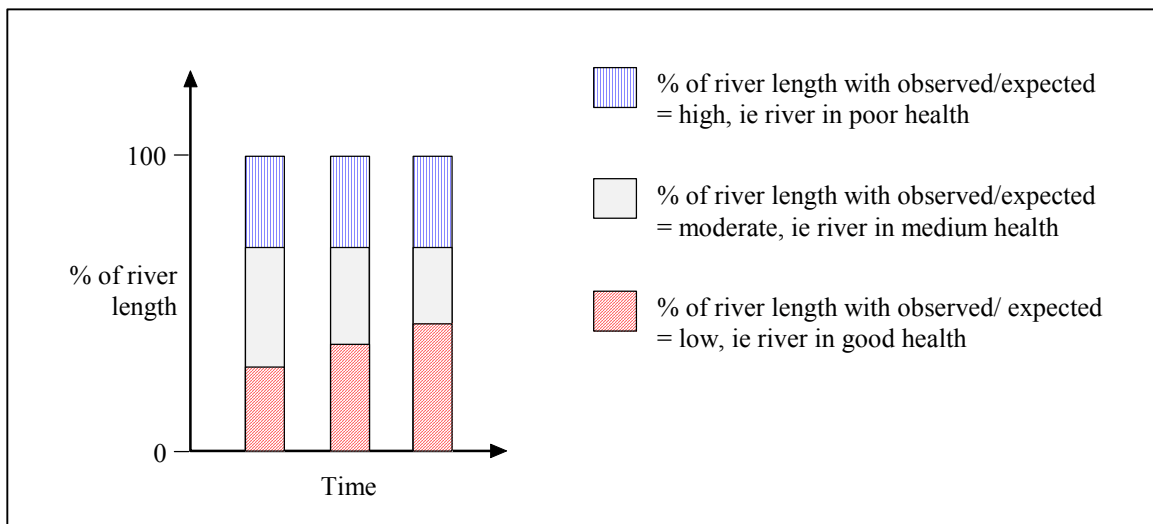 100
% of river
length
0
Time
% of river length with observed/expected
= high, ie river in poor health
% of river length with observed/expected
= moderate, ie river in medium health
% of river length with observed/ expected
= low, ie river in good health